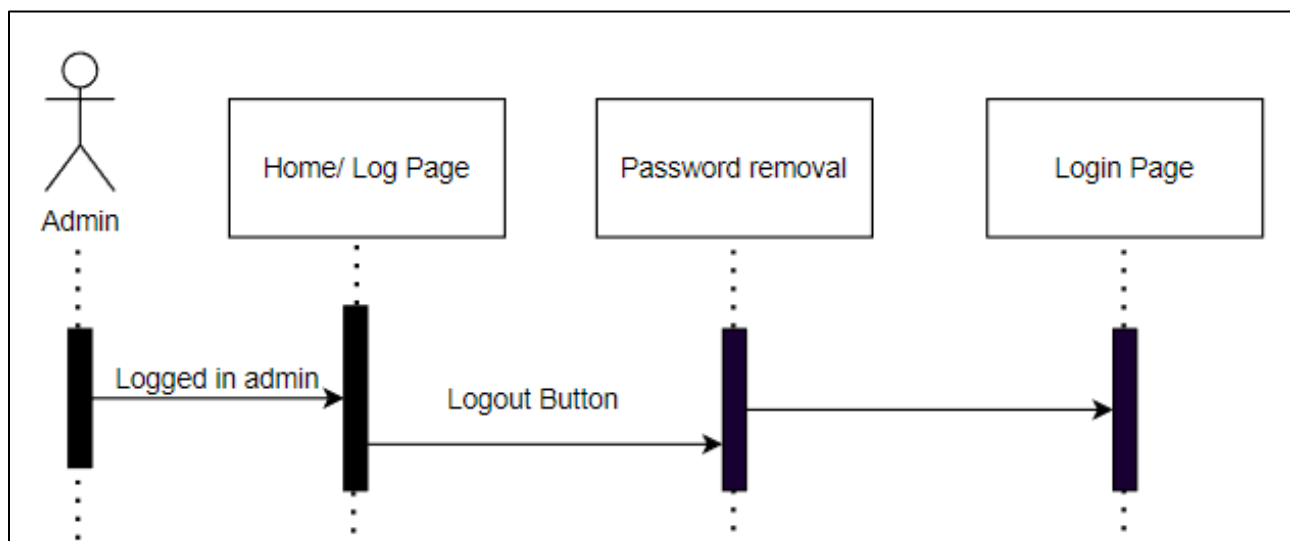 Admin
Home/ Log Page
Password removal
Login Page
Logged in admin
Logout Button